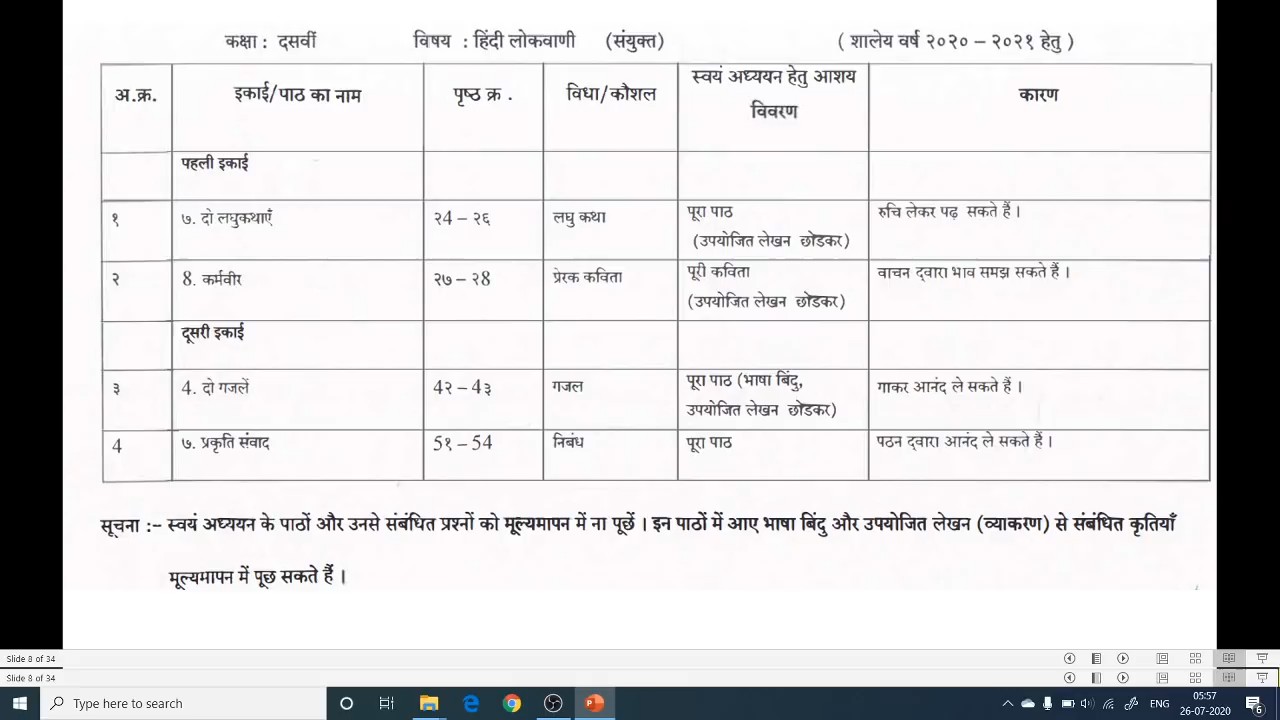 कक्षा : दसवीं विषय : हिंदी लोकवाणी (संयुक्त) ( शालेय वर्ष २०२० – २०२१ हेतु )
अ.क्र. इकाई/पाठ का नाम पृष्ठ क्र . विधा/कौशल स्वयं अध्ययन हेतु आशय विवरण कारण
पहली इकाई
१ ७. दो लघुकथाएँ २4 – २६ लघु कथा पूरा पाठ (उपयोजित लेखन छोडकर) रुचि लेकर पढ़ सकते हैं ।
२ 8. कर्मवीर २७ – २8 प्रेरक कविता पूरी कविता (उपयोजित लेखन छोडकर) वाचन द्वारा भाव समझ सकते हैं ।
दूसरी इकाई
३ 4. दो गजलें 4२ – 4३ गजल पूरा पाठ (भाषा बिंदु, उपयोजित लेखन छोडकर) गाकर आनंद ले सकते हैं ।
4 ७. प्रकृति संवाद 5१ – 54 निबंध पूरा पाठ पठन द्वारा आनंद ले सकते हैं ।
सूचना :– स्वयं अध्ययन के पाठों और उनसे संबंधित प्रश्नों को मूल्यमापन में ना पूछें । इन पाठों में आए भाषा बिंदु और उपयोजित लेखन (व्याकरण) से संबंधित कृतियाँ
मूल्यमापन में पूछ सकते हैं ।
Slide 8 of 34
Slide 8 of 34
Type here to search
ENG
05:57
26-07-2020
6